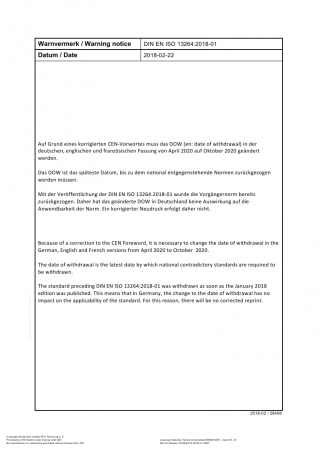 Warnvermerk / Warning notice DIN EN ISO 13264:2018-01
Datum / Date 2018-02-22
Auf Grund eines korrigierten CEN-Vorwortes muss das DOW (en: date of withdrawal) in der
deutschen, englischen und französischen Fassung von April 2020 auf Oktober 2020 geändert
werden.
Das DOW ist das späteste Datum, bis zu dem national entgegenstehende Normen zurückgezogen
werden müssen.
Mit der Veröffentlichung der DIN EN ISO 13264:2018-01 wurde die Vorgängernorm bereits
zurückgezogen. Daher hat das geänderte DOW in Deutschland keine Auswirkung auf die
Anwendbarkeit der Norm. Ein korrigierter Neudruck erfolgt daher nicht.
Because of a correction to the CEN Foreword, it is necessary to change the date of withdrawal in the
German, English and French versions from April 2020 to October 2020.
The date of withdrawal is the latest date by which national contradictory standards are required to
be withdrawn.
The standard preceding DIN EN ISO 13264:2018-01 was withdrawn as soon as the January 2018
edition was published. This means that in Germany, the change to the date of withdrawal has no
impact on the applicability of the standard. For this reason, there will be no corrected reprint.
2018-02 / 28406